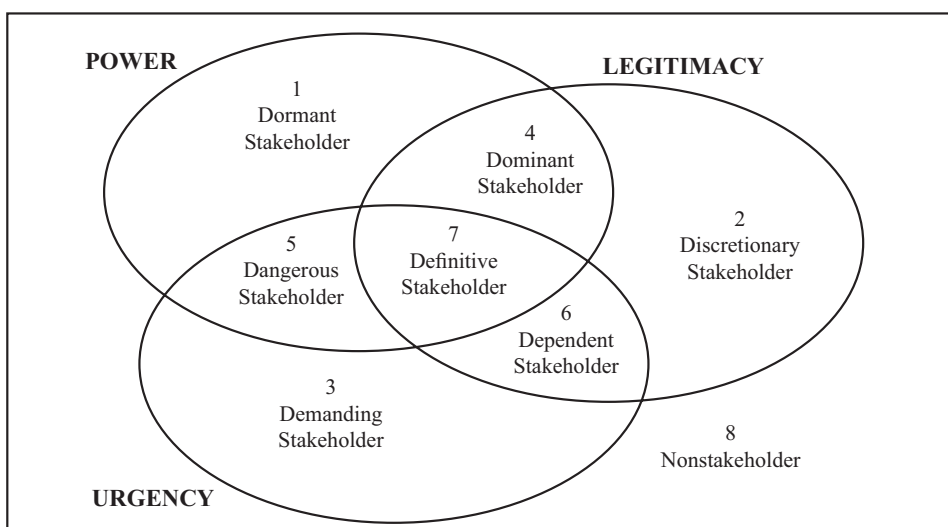 POWER
LEGITIMACY
1
Dormant
Stakeholder
4
Dominant
Stakeholder
2
Discretionary
Stakeholder
5
Dangerous
Stakeholder
7
Definitive
Stakeholder
6
Dependent
Stakeholder
3
Demanding
Stakeholder
8
Nonstakeholder
URGENCY